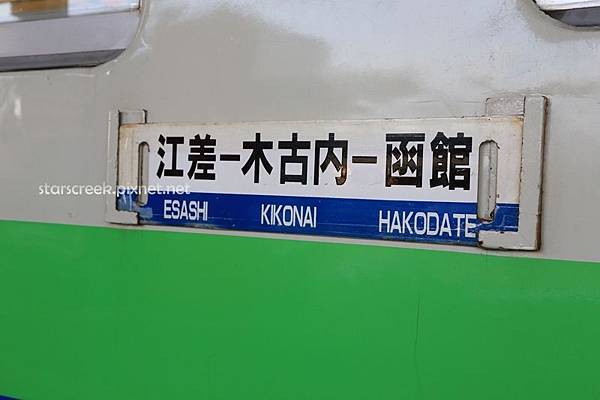 江差ー木古内ー函館
ESASHI KIKONAI HAKODATE
starscreek.pixnet.net